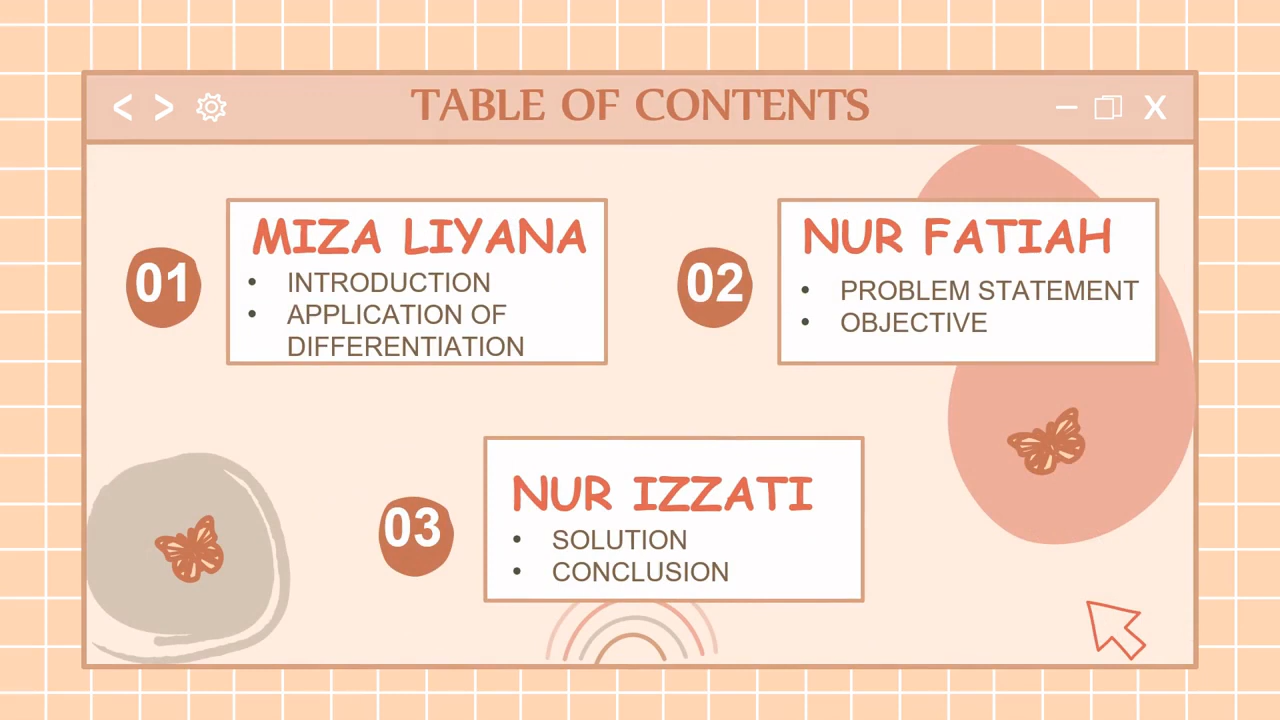 TABLE OF CONTENTS
X
01
MIZA LIYANA
• INTRODUCTION
• APPLICATION OF
DIFFERENTIATION
02
NUR FATIAH
• PROBLEM STATEMENT
• OBJECTIVE
03
NUR IZZATI
• SOLUTION
• CONCLUSION